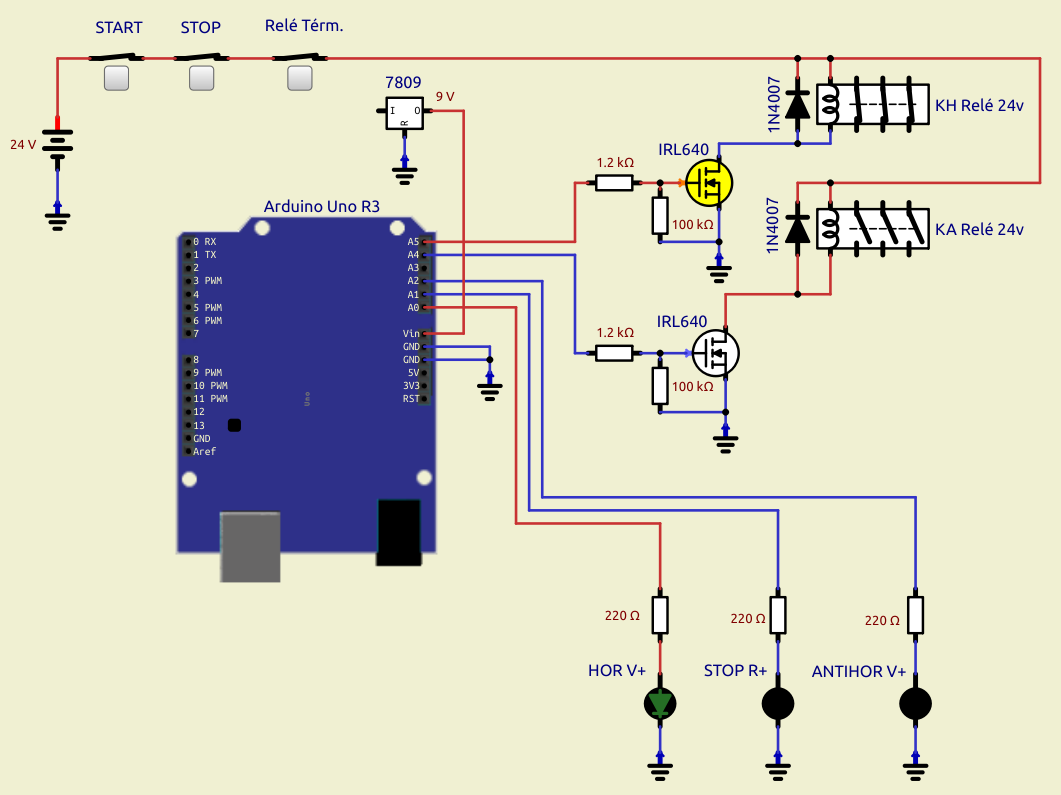 START STOP Relé Térm.
7809
1N4007
9 V
I O
R
KH Relé 24v
24 V
IRL640
1.2 kΩ
100 kΩ
1N4007
KA Relé 24v
Arduino Uno R3
0 RX
1 TX
2
3 PWM
4
5 PWM
6 PWM
7
8
9 PWM
10 PWM
11 PWM
12
13
GND
Aref
A5
A4
A3
A2
A1
A0
Vin
GND
GND
5V
3V3
RST
Uno
IRL640
1.2 kΩ
100 kΩ
220 Ω 220 Ω 220 Ω
HOR V+ STOP R+ ANTIHOR V+